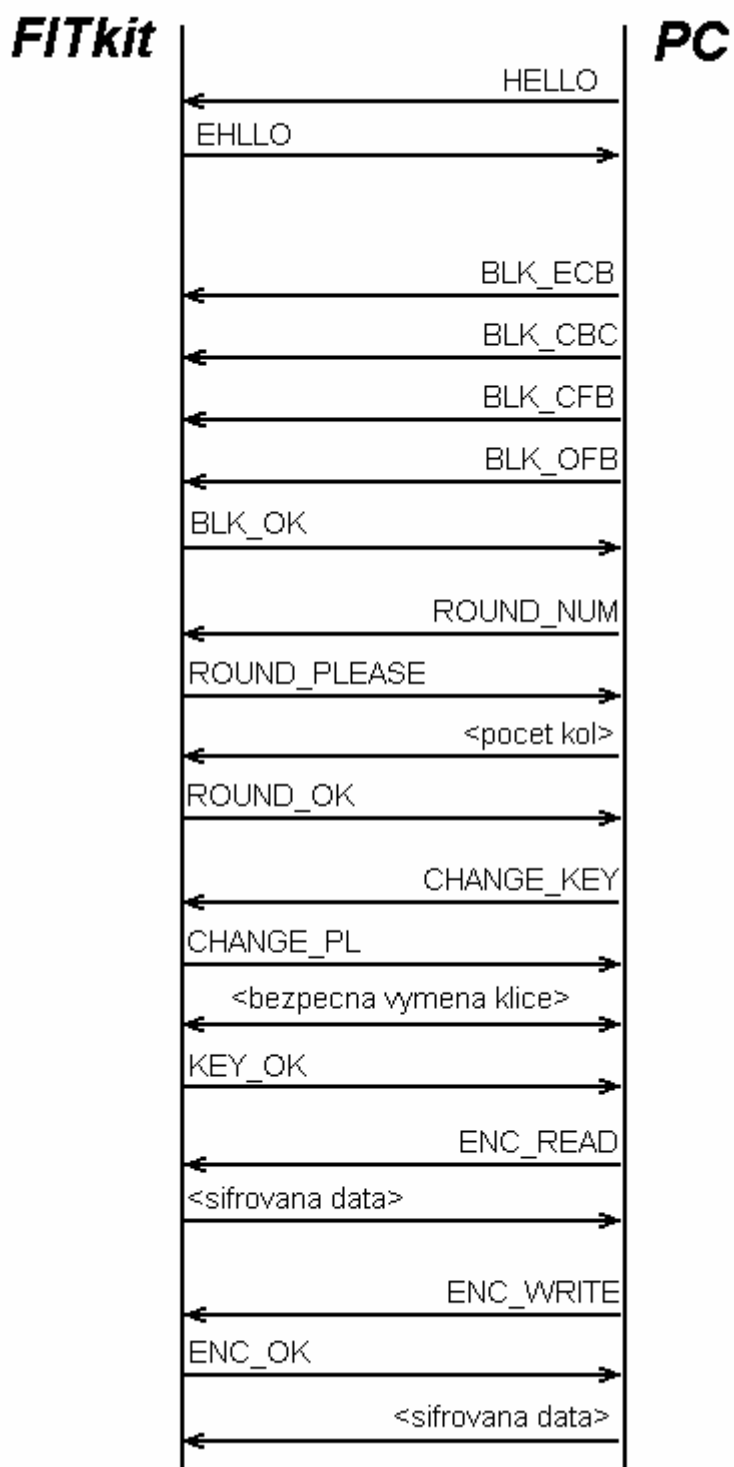 FITkit PC
HELLO
EHLLO
BLK_ECB
BLK_CBC
BLK_CFB
BLK_OFB
BLK_OK
ROUND_NUM
ROUND_PLEASE
<pocet kol>
ROUND_OK
CHANGE_KEY
CHANGE_PL
<bezpecna vymena klice>
KEY_OK
ENC_READ
<sifrovana data>
ENC_WRITE
ENC_OK
<sifrovana data>